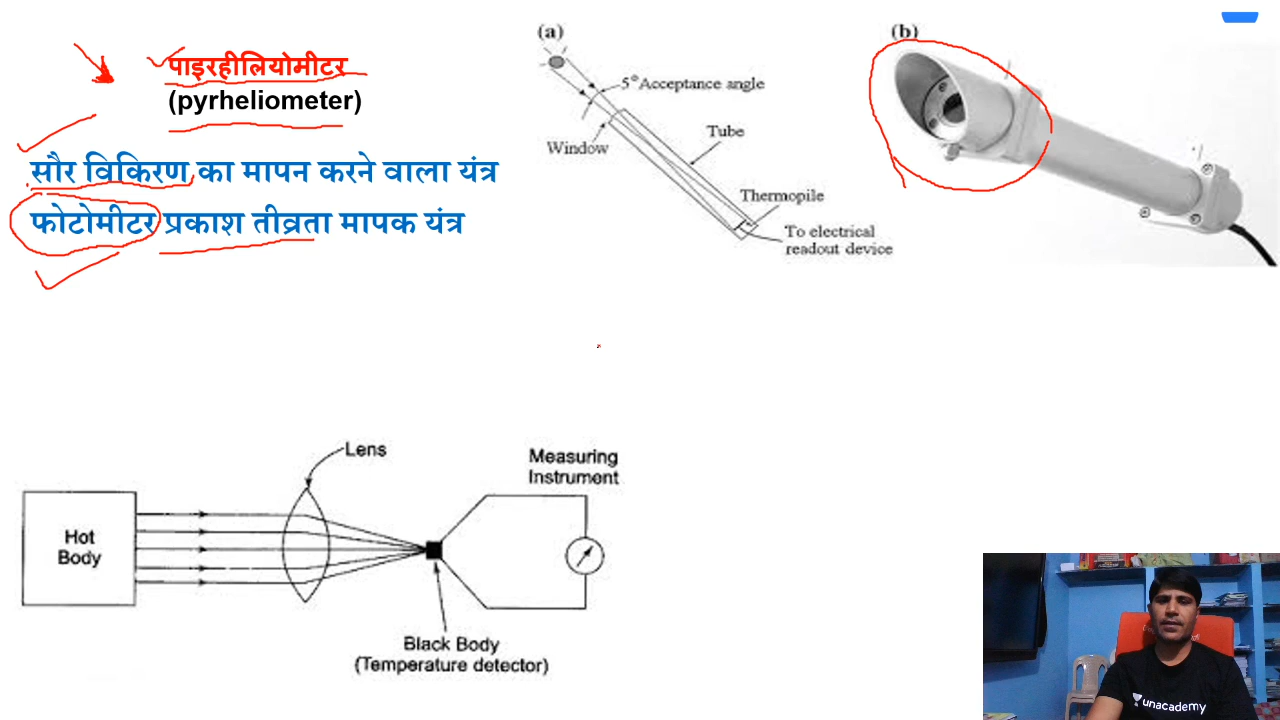 पाइरहीलियोमीटर
(pyrheliometer)
सौर विकिरण का मापन करने वाला यंत्र
फोटोमीटर प्रकाश तीव्रता मापक यंत्र
(a)
5° Acceptance angle
Window
Tube
Thermopile
To electrical
readout device
(b)
Lens
Measuring
Instrument
Hot
Body
Black Body
(Temperature detector)
unacademy